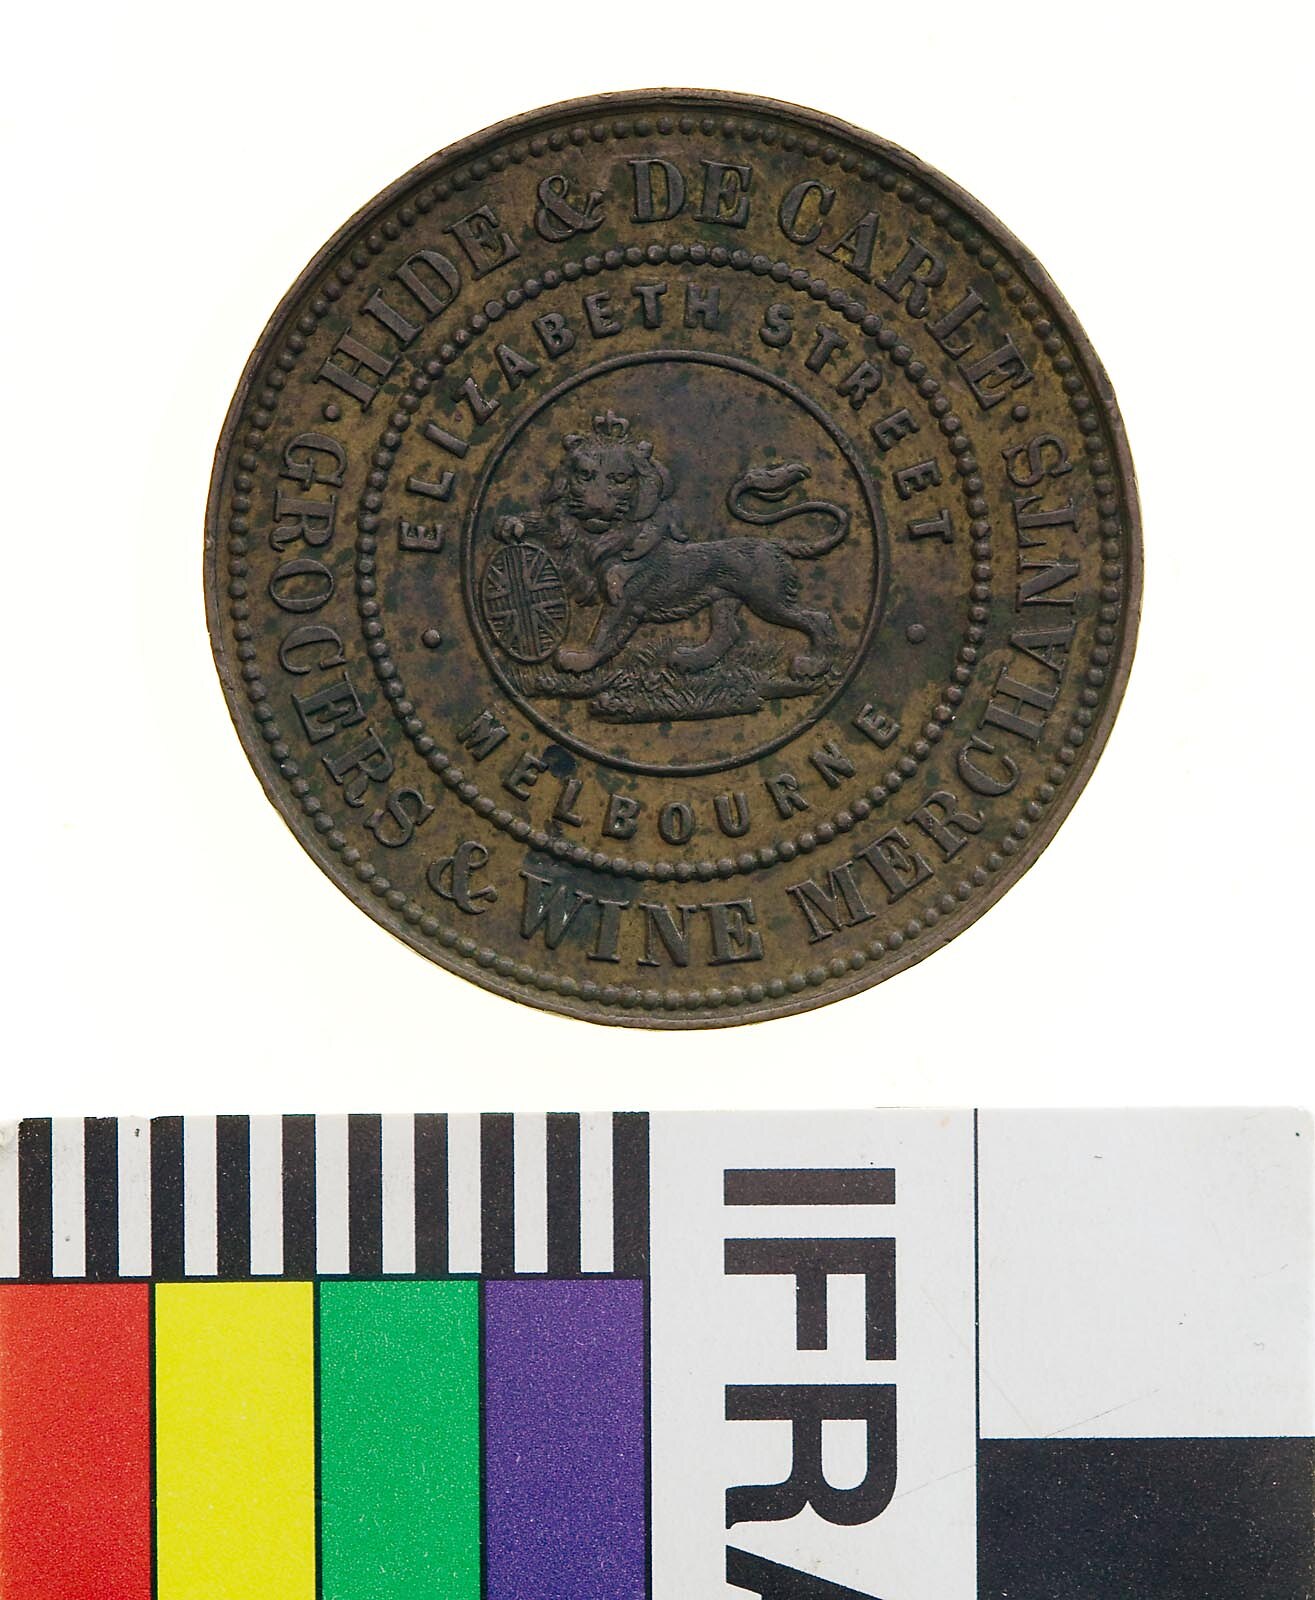 · HIDE & DE CARLE ·
GROCERS & WINE MERCHANTS
ELIZABETH STREET
· MELBOURNE ·
IFRA